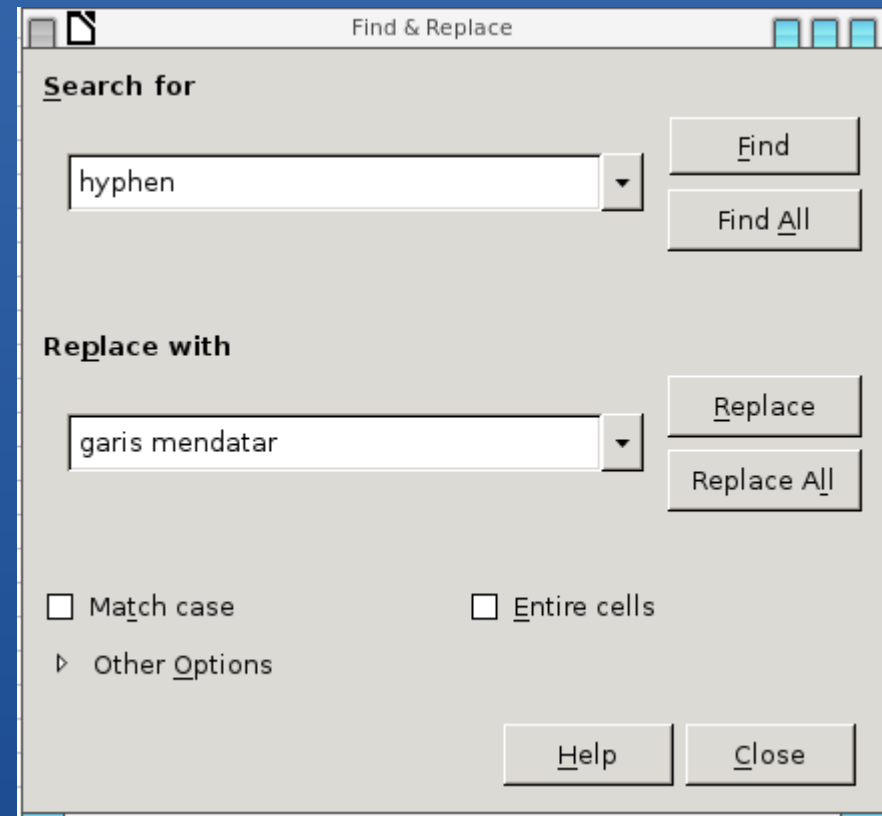 Find & Replace
Search for
hyphen
Find
Find All
Replace with
garis mendatar
Replace
Replace All
Match case
Entire cells
Other Options
Help
Close